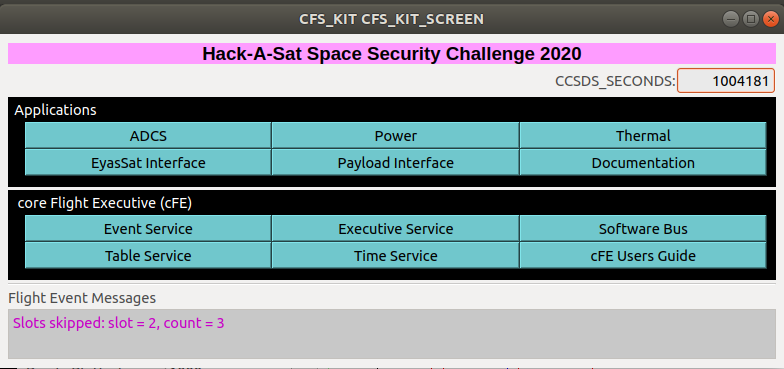 CFS_KIT CFS_KIT_SCREEN
Hack-A-Sat Space Security Challenge 2020
CCSDS_SECONDS: 1004181
Applications
ADCS Power Thermal
EyasSat Interface Payload Interface Documentation
core Flight Executive (cFE)
Event Service Executive Service Software Bus
Table Service Time Service cFE Users Guide
Flight Event Messages
Slots skipped: slot = 2, count = 3